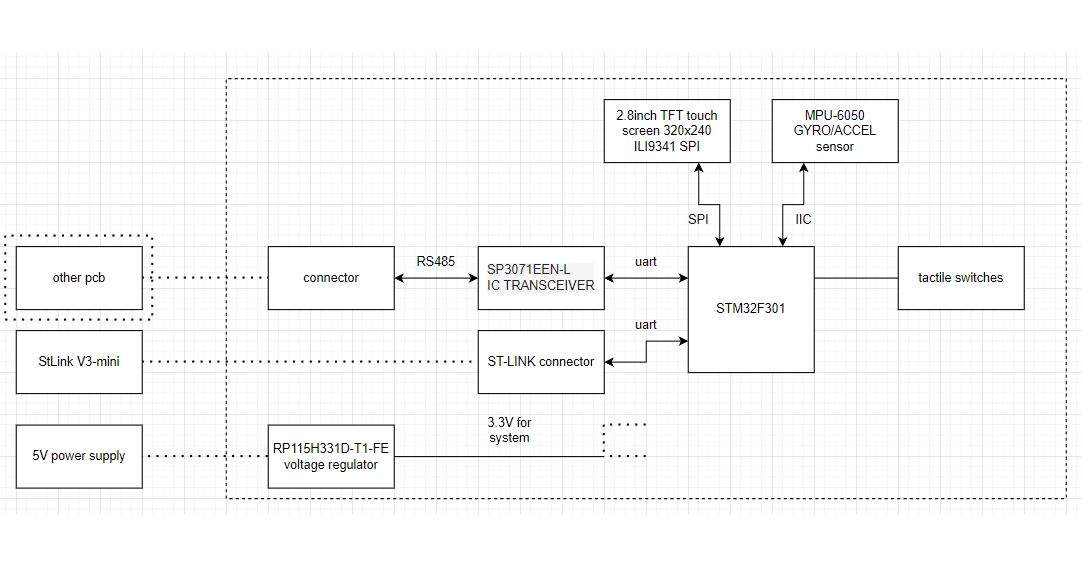 2.8inch TFT touch
screen 320x240
ILI9341 SPI
MPU-6050
GYRO/ACCEL
sensor
SPI
IIC
other pcb
connector
RS485
SP3071EEN-L
IC TRANSCEIVER
uart
STM32F301
tactile switches
StLink V3-mini
ST-LINK connector
uart
5V power supply
RP115H331D-T1-FE
voltage regulator
3.3V for
system